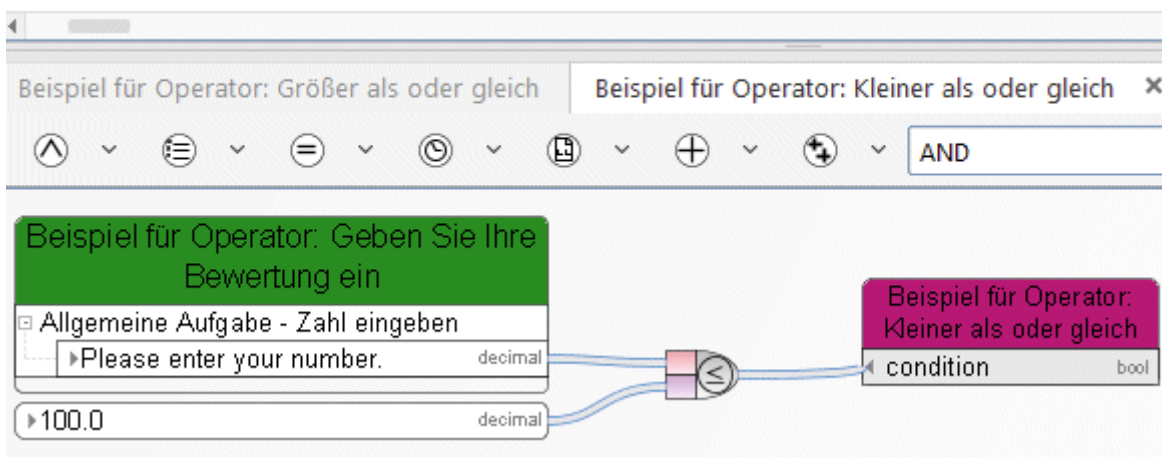 Beispiel für Operator: Größer als oder gleich
Beispiel für Operator: Kleiner als oder gleich ×
AND
Beispiel für Operator: Geben Sie Ihre
Bewertung ein
Allgemeine Aufgabe - Zahl eingeben
Please enter your number. decimal
100.0 decimal
≤
Beispiel für Operator:
Kleiner als oder gleich
condition bool